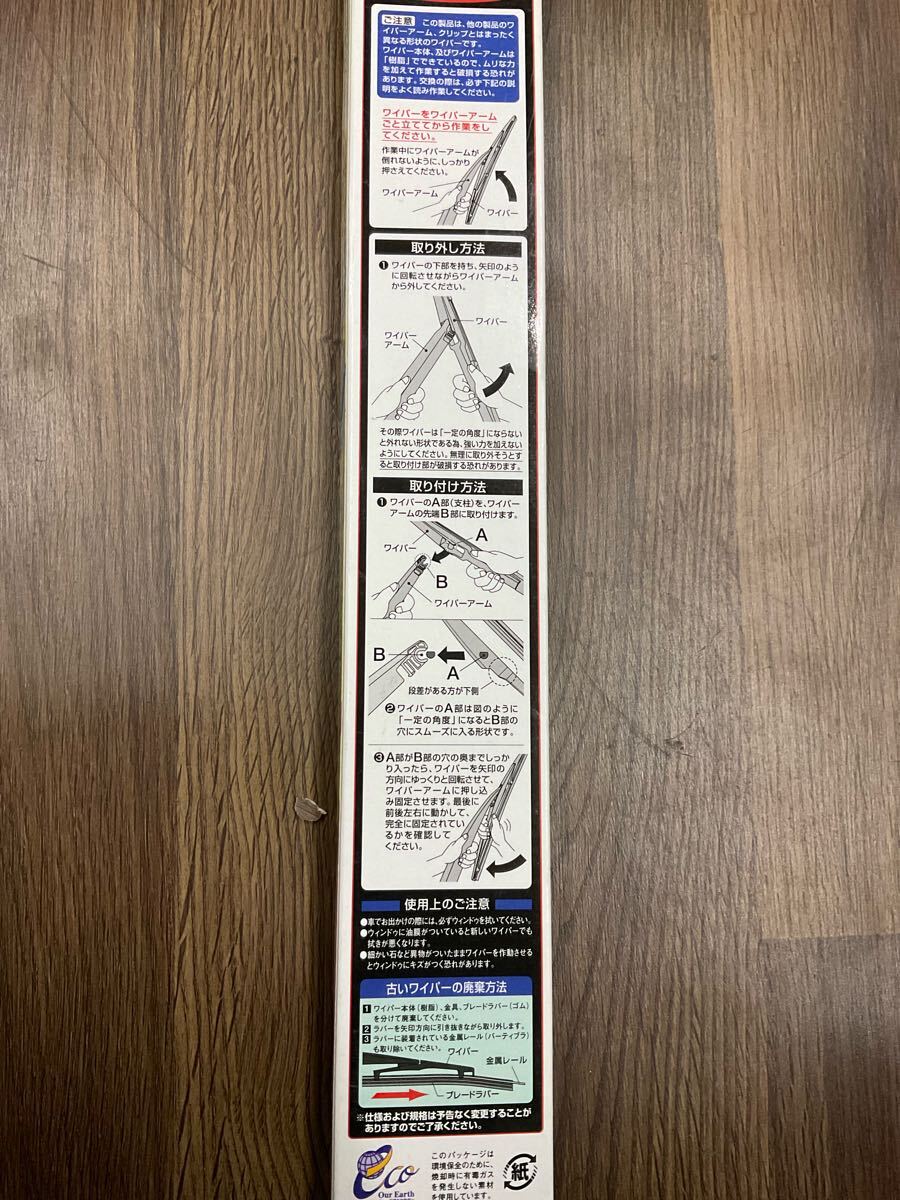 ご注意 この製品は、他の製品のワ
イパーアーム、クリップとはまったく
異なる形状のワイパーです。
ワイパー本体、及びワイパーアームは
「樹脂」でできているので、ムリな力
を加えて作業すると破損する恐れが
あります。交換の際は、必ず下記の説
明をよく読み作業してください。
ワイパーをワイパーアーム
ごと立ててから作業をし
てください。
作業中にワイパーアームが
倒れないように、しっかり
押さえてください。
ワイパーアーム
ワイパー
取り外し方法
❶ワイパーの下部を持ち、矢印のよう
に回転させながらワイパーアーム
から外してください。
ワイパー
ワイパー
アーム
その際ワイパーは「一定の角度」にならない
と外れない形状である為、強い力を加えない
ようにしてください。無理に取り外そうとす
ると取り付け部が破損する恐れがあります。
取り付け方法
❶ワイパーのA部(支柱)を、ワイパー
アームの先端B部に取り付けます。
A
ワイパー
B
ワイパーアーム
B
A
段差がある方が下側
❷ワイパーのA部は図のように
「一定の角度」になるとB部の
穴にスムーズに入る形状です。
❸A部がB部の穴の奥までしっか
り入ったら、ワイパーを矢印の
方向にゆっくりと回転させて、
ワイパーアームに押し込
み固定させます。最後に
前後左右に動かして、
完全に固定されてい
るかを確認して
ください。
使用上のご注意
●車でお出かけの際には、必ずウィンドゥを拭いてください。
●ウィンドゥに油膜がついていると新しいワイパーでも
拭きが悪くなります。
●細かい石など異物がついたままワイパーを作動させる
とウィンドゥにキズがつく恐れがあります。
古いワイパーの廃棄方法
1 ワイパー本体(樹脂)、金具、ブレードラバー(ゴム)
を分けて廃棄してください。
2 ラバーを矢印方向に引き抜きながら取り外します。
3 ラバーに装着されている金属レール(バーティブラ)
も取り除いてください。
ワイパー
金属レール
ブレードラバー
※仕様および規格は予告なく変更することが
ありますのでご了承ください。
eco
Our Earth
このパッケージは
環境保全のために、
焼却時に有毒ガス
を発生しない素材
を使用しています。
紙